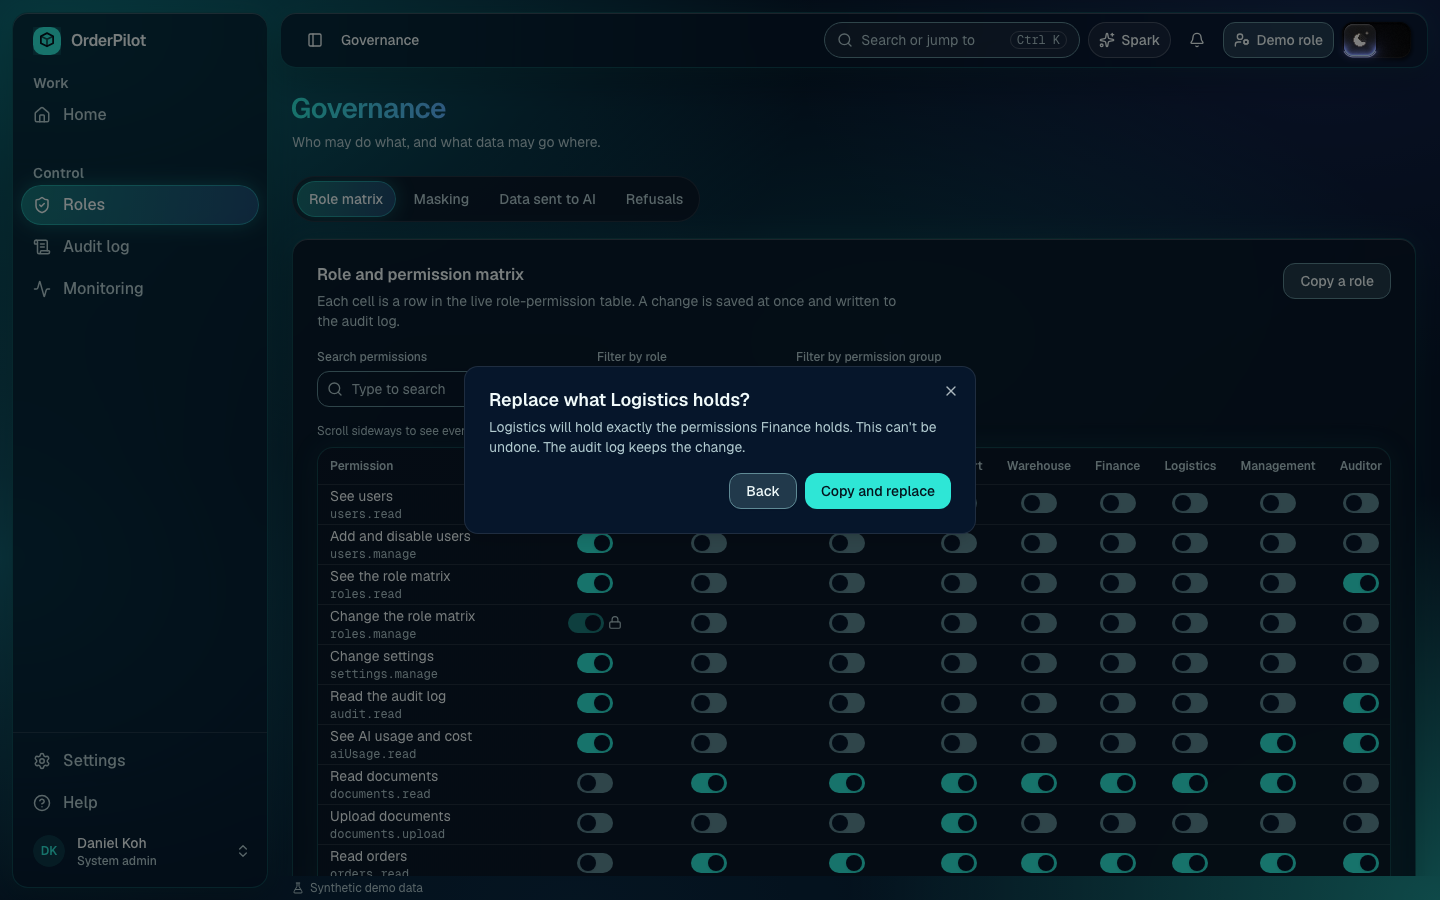 OrderPilot
Work
Home
Control
Roles
Audit log
Monitoring
Settings
Help
DK
Daniel Koh
System admin
Governance
Search or jump to
Ctrl K
Spark
Demo role
Governance
Who may do what, and what data may go where.
Role matrix
Masking
Data sent to AI
Refusals
Role and permission matrix
Each cell is a row in the live role-permission table. A change is saved at once and written to
the audit log.
Copy a role
Search permissions
Filter by role
Filter by permission group
Type to search
Scroll sideways to see
Replace what Logistics holds?
Logistics will hold exactly the permissions Finance holds. This can't be
undone. The audit log keeps the change.
Back
Copy and replace
Permission
Warehouse
Finance
Logistics
Management
Auditor
See users
users.read
Add and disable users
users.manage
See the role matrix
roles.read
Change the role matrix
roles.manage
Change settings
settings.manage
Read the audit log
audit.read
See AI usage and cost
aiUsage.read
Read documents
documents.read
Upload documents
documents.upload
Read orders
orders.read
Synthetic demo data